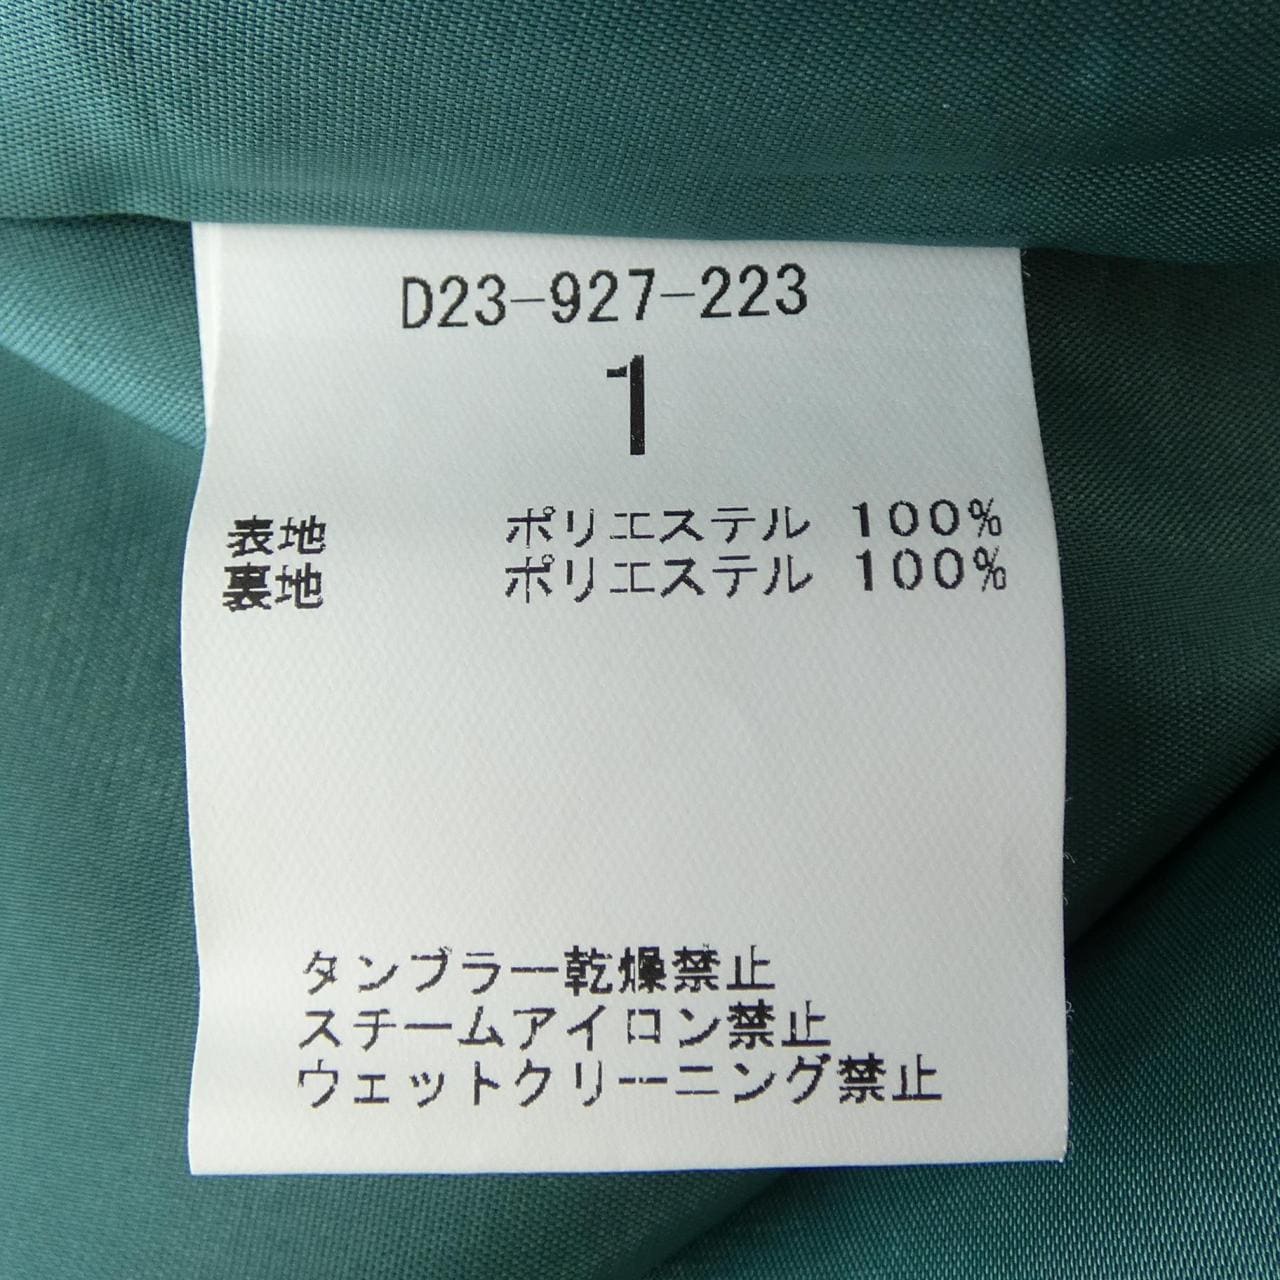 D23-927-223
1
表地 ポリエステル 100%
裏地 ポリエステル 100%
タンブラー乾燥禁止
スチームアイロン禁止
ウェットクリーニング禁止